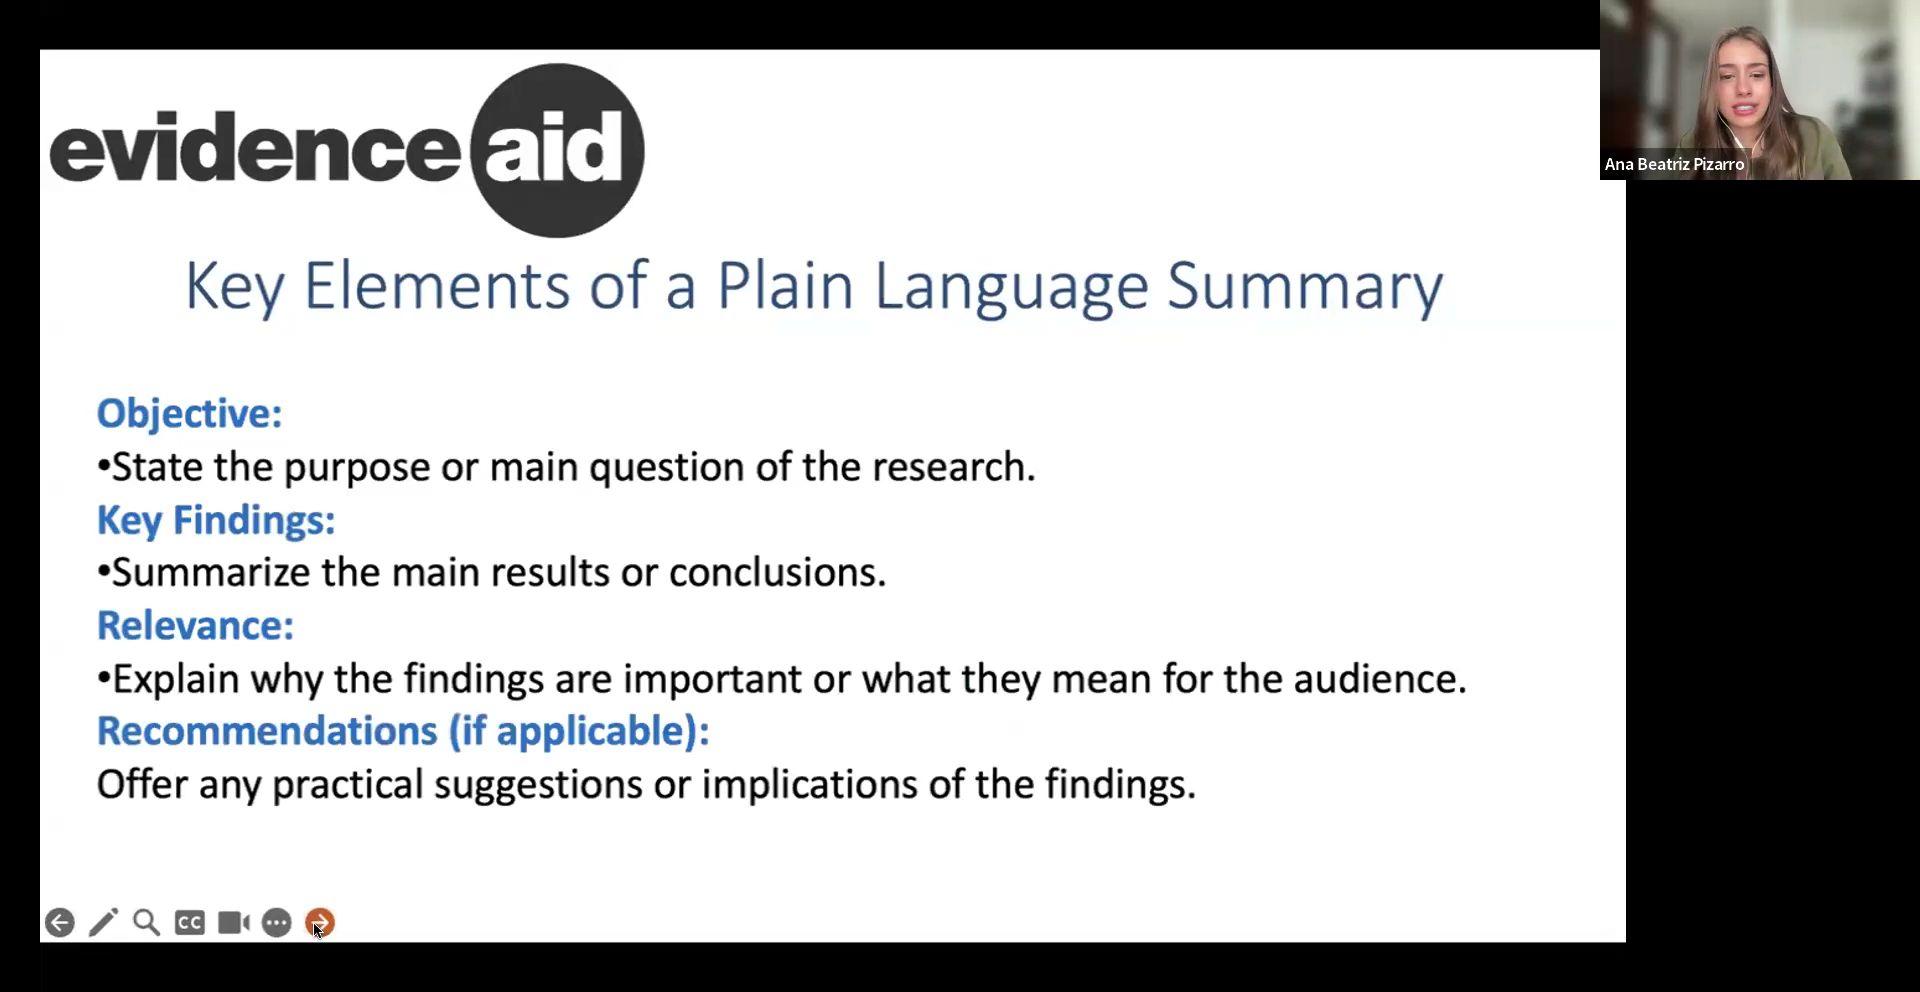 evidence aid
Ana Beatriz Pizarro
Key Elements of a Plain Language Summary
Objective:
•State the purpose or main question of the research.
Key Findings:
•Summarize the main results or conclusions.
Relevance:
•Explain why the findings are important or what they mean for the audience.
Recommendations (if applicable):
Offer any practical suggestions or implications of the findings.
CC